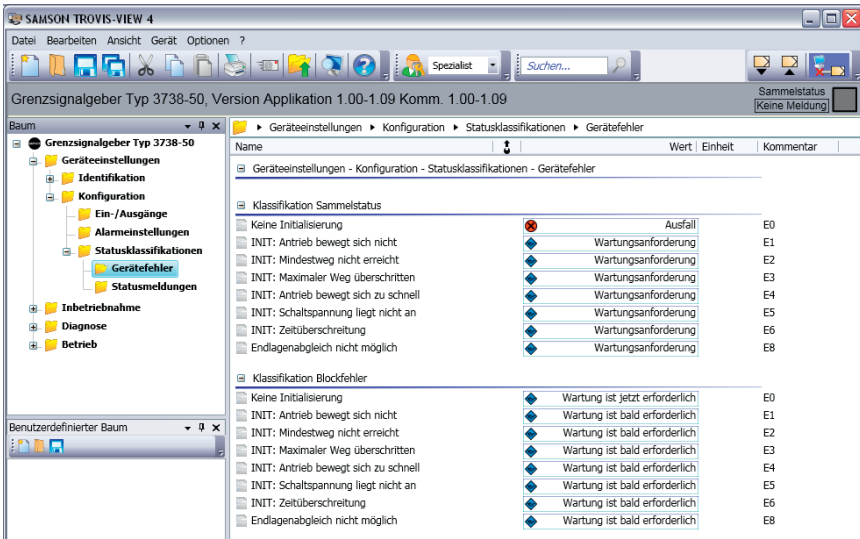 SAMSON TROVIS-VIEW 4
Datei Bearbeiten Ansicht Gerät Optionen ?
Spezialist Suchen...
Grenzsignalgeber Typ 3738-50, Version Applikation 1.00-1.09 Komm. 1.00-1.09
Sammelstatus
Keine Meldung
Baum
Grenzsignalgeber Typ 3738-50
Geräteeinstellungen
Identifikation
Konfiguration
Ein-/Ausgänge
Alarmeinstellungen
Statusklassifikationen
Gerätefehler
Statusmeldungen
Inbetriebnahme
Diagnose
Betrieb
Benutzerdefinierter Baum
Geräteeinstellungen Konfiguration Statusklassifikationen Gerätefehler
Name Wert Einheit Kommentar
Geräteeinstellungen - Konfiguration - Statusklassifikationen - Gerätefehler
Klassifikation Sammelstatus
Keine Initialisierung Ausfall E0
INIT: Antrieb bewegt sich nicht Wartungsanforderung E1
INIT: Mindestweg nicht erreicht Wartungsanforderung E2
INIT: Maximaler Weg überschritten Wartungsanforderung E3
INIT: Antrieb bewegt sich zu schnell Wartungsanforderung E4
INIT: Schaltspannung liegt nicht an Wartungsanforderung E5
INIT: Zeitüberschreitung Wartungsanforderung E6
Endlagenabgleich nicht möglich Wartungsanforderung E8
Klassifikation Blockfehler
Keine Initialisierung Wartung ist jetzt erforderlich E0
INIT: Antrieb bewegt sich nicht Wartung ist bald erforderlich E1
INIT: Mindestweg nicht erreicht Wartung ist bald erforderlich E2
INIT: Maximaler Weg überschritten Wartung ist bald erforderlich E3
INIT: Antrieb bewegt sich zu schnell Wartung ist bald erforderlich E4
INIT: Schaltspannung liegt nicht an Wartung ist bald erforderlich E5
INIT: Zeitüberschreitung Wartung ist bald erforderlich E6
Endlagenabgleich nicht möglich Wartung ist bald erforderlich E8